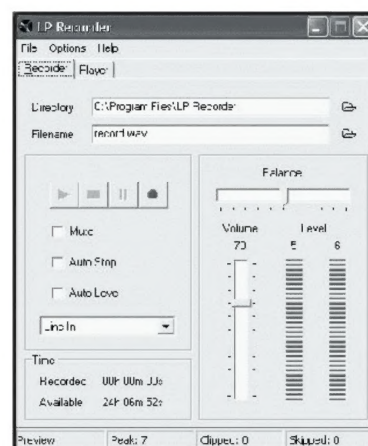 LP Recorder
File Options Help
Recorder Player
Directory C:\Program Files\LP Recorder
Filename record.wav
Balance
Mute
Auto Stop
Auto Level
Line In
Volume Level
70 5 6
Time
Recorded 00h 00m 00s
Available 24h 06m 52s
Preview Peak: 7 Clipped: 0 Skipped: 0